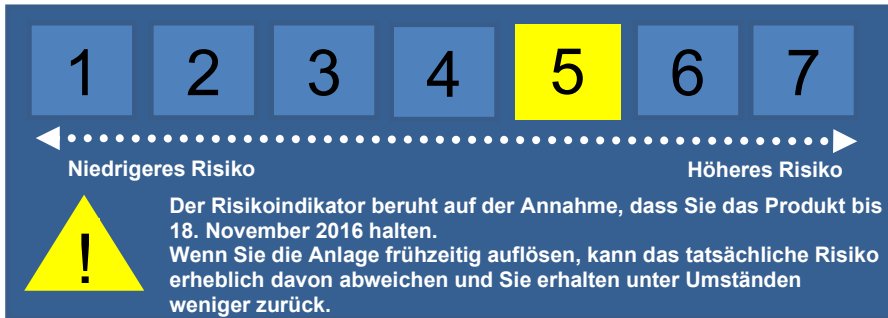 1 2 3 4 5 6 7
Niedrigeres Risiko Höheres Risiko
!
Der Risikoindikator beruht auf der Annahme, dass Sie das Produkt bis
18. November 2016 halten.
Wenn Sie die Anlage frühzeitig auflösen, kann das tatsächliche Risiko
erheblich davon abweichen und Sie erhalten unter Umständen
weniger zurück.